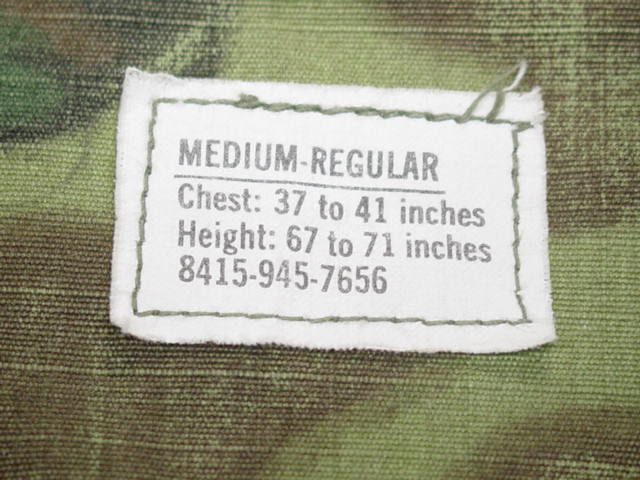 MEDIUM-REGULAR
Chest: 37 to 41 inches
Height: 67 to 71 inches
8415-945-7656